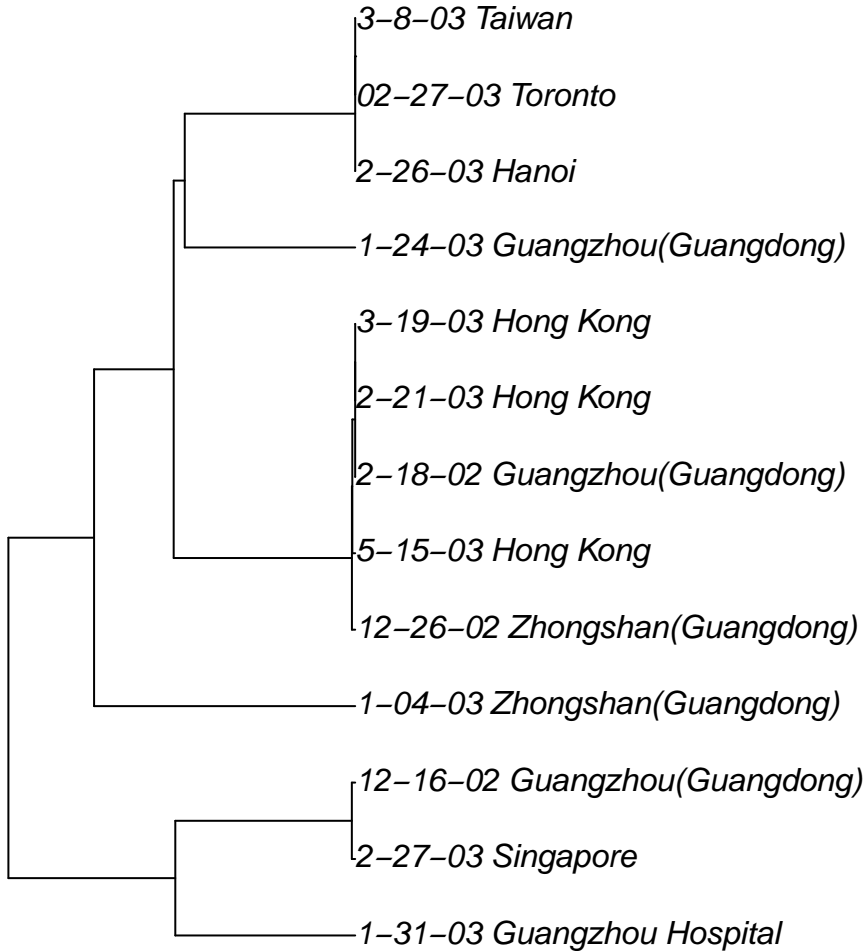 3−8−03 Taiwan
02−27−03 Toronto
2−26−03 Hanoi
1−24−03 Guangzhou(Guangdong)
3−19−03 Hong Kong
2−21−03 Hong Kong
2−18−02 Guangzhou(Guangdong)
5−15−03 Hong Kong
12−26−02 Zhongshan(Guangdong)
1−04−03 Zhongshan(Guangdong)
12−16−02 Guangzhou(Guangdong)
2−27−03 Singapore
1−31−03 Guangzhou Hospital